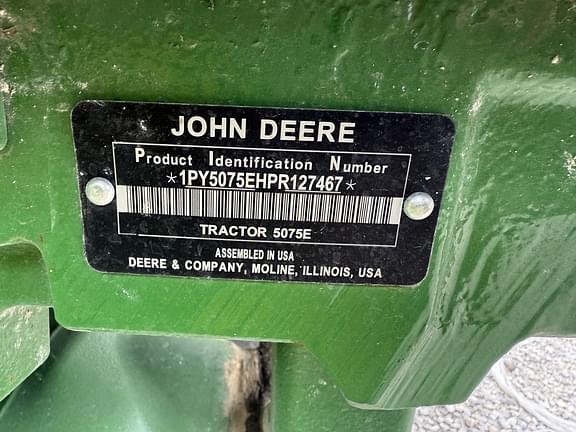 JOHN DEERE
Product Identification Number
*1PY5075EHPR127467*
TRACTOR 5075E
ASSEMBLED IN USA
DEERE & COMPANY, MOLINE, ILLINOIS, USA